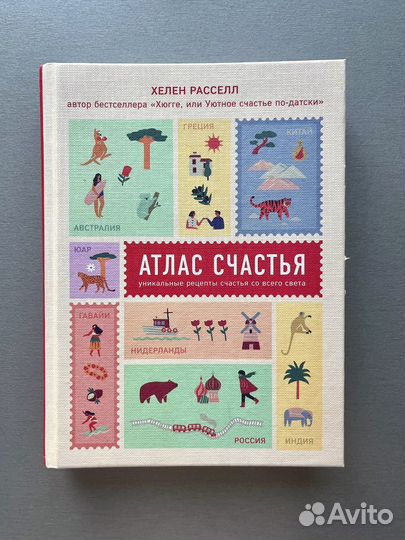 ХЕЛЕН РАССЕЛЛ
автор бестселлера «Хюгге, или Уютное счастье по-датски»
ГРЕЦИЯ
КИТАЙ
АВСТРАЛИЯ
ЮАР
АТЛАС СЧАСТЬЯ
уникальные рецепты счастья со всего света
ГАВАЙИ
НИДЕРЛАНДЫ
РОССИЯ
ИНДИЯ
Avito